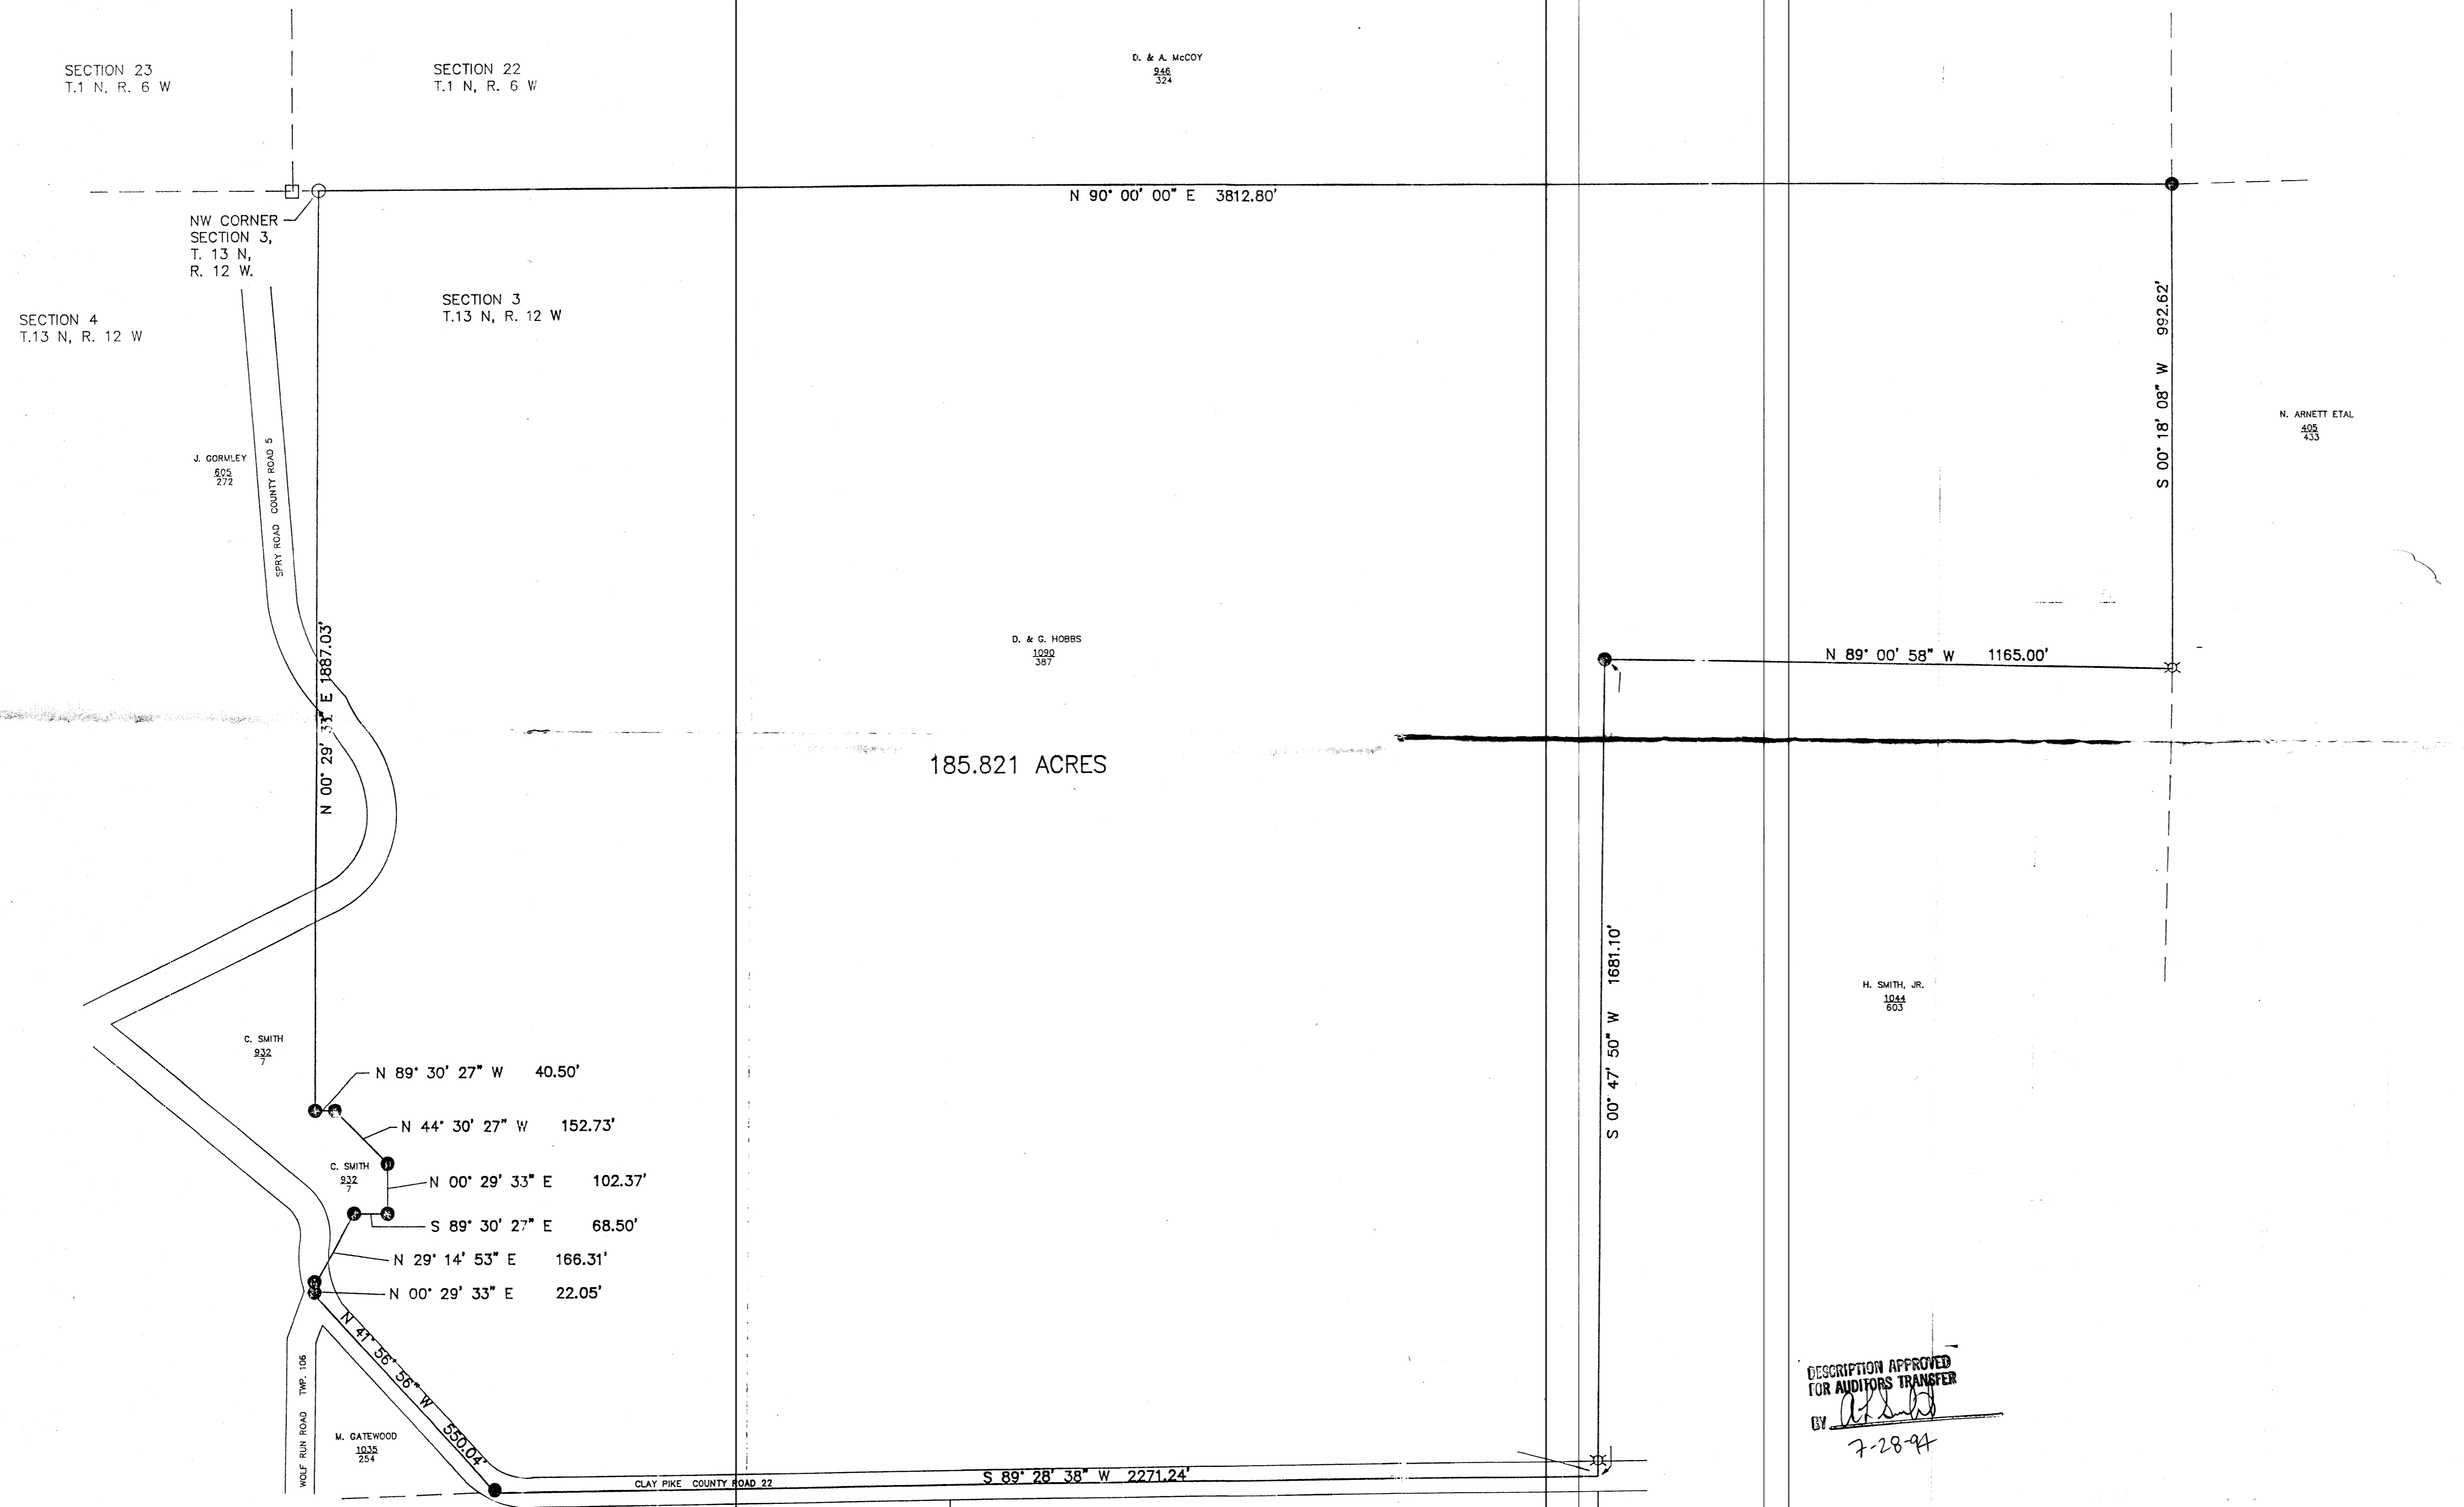 SECTION 23
T.1 N, R. 6 W
SECTION 22
T.1 N, R. 6 W
D. & A. McCOY
946
324
N 90° 00' 00" E 3812.80'
NW CORNER
SECTION 3,
T. 13 N,
R. 12 W.
SECTION 4
T.13 N, R. 12 W
SECTION 3
T.13 N, R. 12 W
S 00° 18' 08" W 992.62'
N. ARNETT ETAL
405
433
J. GORMLEY
605
272
SPRY ROAD COUNTY ROAD 5
N 00° 29' 33" E 1887.03'
D. & G. HOBBS
1090
387
N 89° 00' 58" W 1165.00'
185.821 ACRES
S 00° 47' 50" W 1681.10'
H. SMITH, JR.
1044
603
C. SMITH
932
7
N 89° 30' 27" W 40.50'
N 44° 30' 27" W 152.73'
C. SMITH
932
7
N 00° 29' 33" E 102.37'
S 89° 30' 27" E 68.50'
N 29° 14' 53" E 166.31'
N 00° 29' 33" E 22.05'
N 41° 56' 56" W 550.04'
WOLF RUN ROAD TWP. 106
M. GATEWOOD
1035
254
CLAY PIKE COUNTY ROAD 22
S 89° 28' 38" W 2271.24'
DESCRIPTION APPROVED
FOR AUDITORS TRANSFER
BY
7-28-94